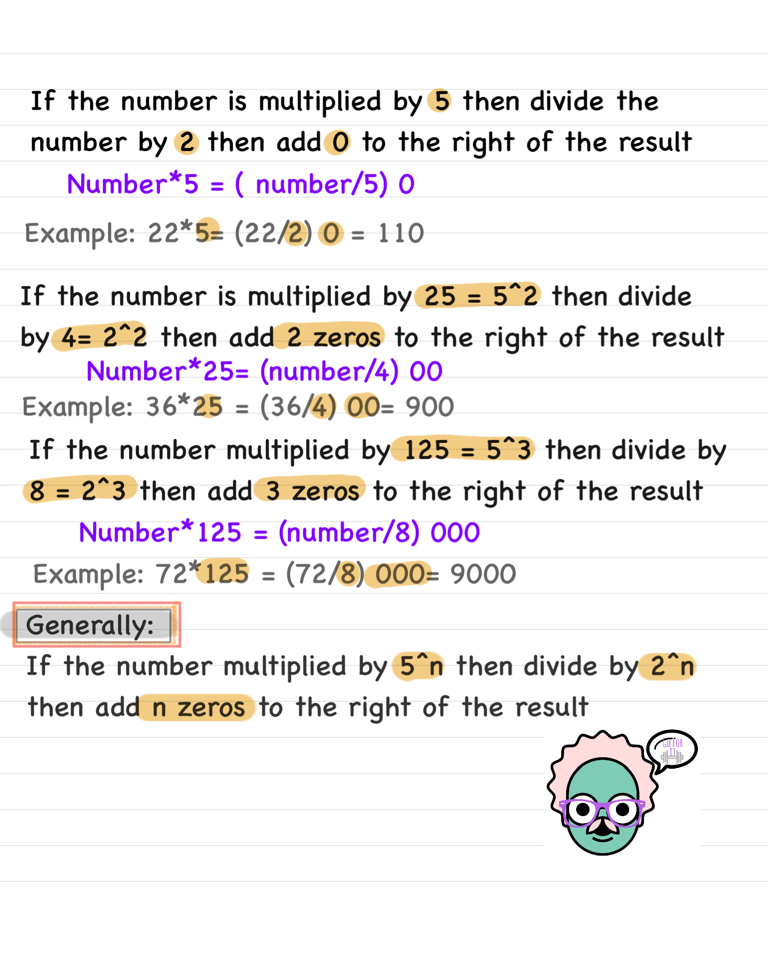 If the number is multiplied by 5 then divide the
number by 2 then add 0 to the right of the result
Number*5 = ( number/5) 0
Example: 22*5= (22/2) 0 = 110
If the number is multiplied by 25 = 5^2 then divide
by 4= 2^2 then add 2 zeros to the right of the result
Number*25= (number/4) 00
Example: 36*25 = (36/4) 00= 900
If the number multiplied by 125 = 5^3 then divide by
8 = 2^3 then add 3 zeros to the right of the result
Number*125 = (number/8) 000
Example: 72*125 = (72/8) 000= 9000
Generally:
If the number multiplied by 5^n then divide by 2^n
then add n zeros to the right of the result
GO FOR
IT